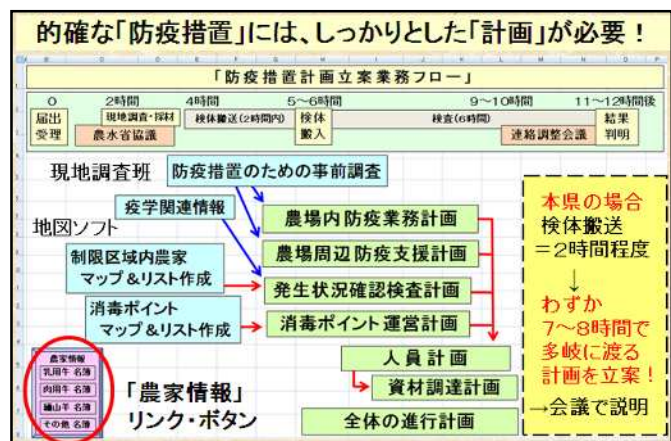 的確な「防疫措置」には、しっかりとした「計画」が必要！
「防疫措置計画立案業務フロー」
0 2時間 4時間 5～6時間 9～10時間 11～12時間後
届出
受理
現地調査・採材
農水省協議
検体搬送(2時間内)
検体
搬入
検査(6時間)
連絡調整会議
結果
判明
現地調査班
防疫措置のための事前調査
疫学関連情報
地図ソフト
制限区域内農家
マップ＆リスト作成
消毒ポイント
マップ＆リスト作成
農場内防疫業務計画
農場周辺防疫支援計画
発生状況確認検査計画
消毒ポイント運営計画
人員計画
資材調達計画
全体の進行計画
農家情報
乳用牛 名簿
肉用牛 名簿
緬山羊 名簿
その他 名簿
「農家情報」
リンク・ボタン
本県の場合
検体搬送
＝2時間程度
↓
わずか
7～8時間で
多岐に渡る
計画を立案！
→会議で説明